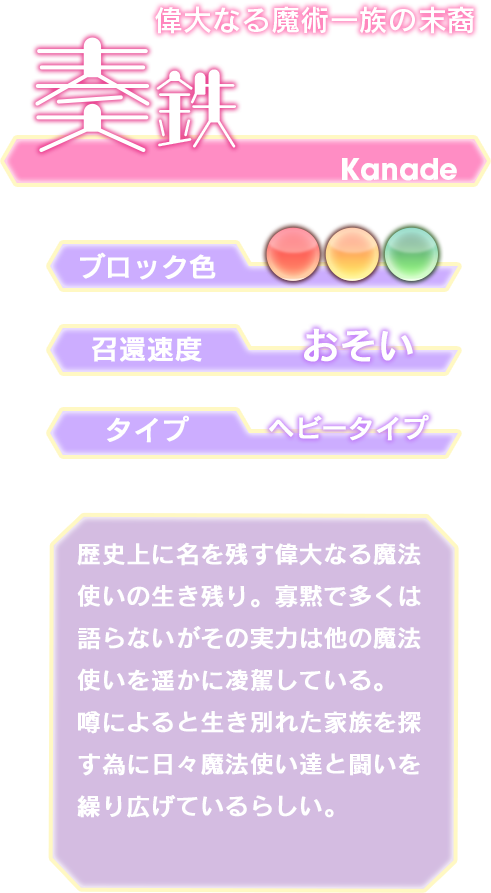 偉大なる魔術一族の末裔
奏鉄
Kanade
ブロック色
召還速度
おそい
タイプ
ヘビータイプ
歴史上に名を残す偉大なる魔法
使いの生き残り。寡黙で多くは
語らないがその実力は他の魔法
使いを遥かに凌駕している。
噂によると生き別れた家族を探
す為に日々魔法使い達と闘いを
繰り広げているらしい。